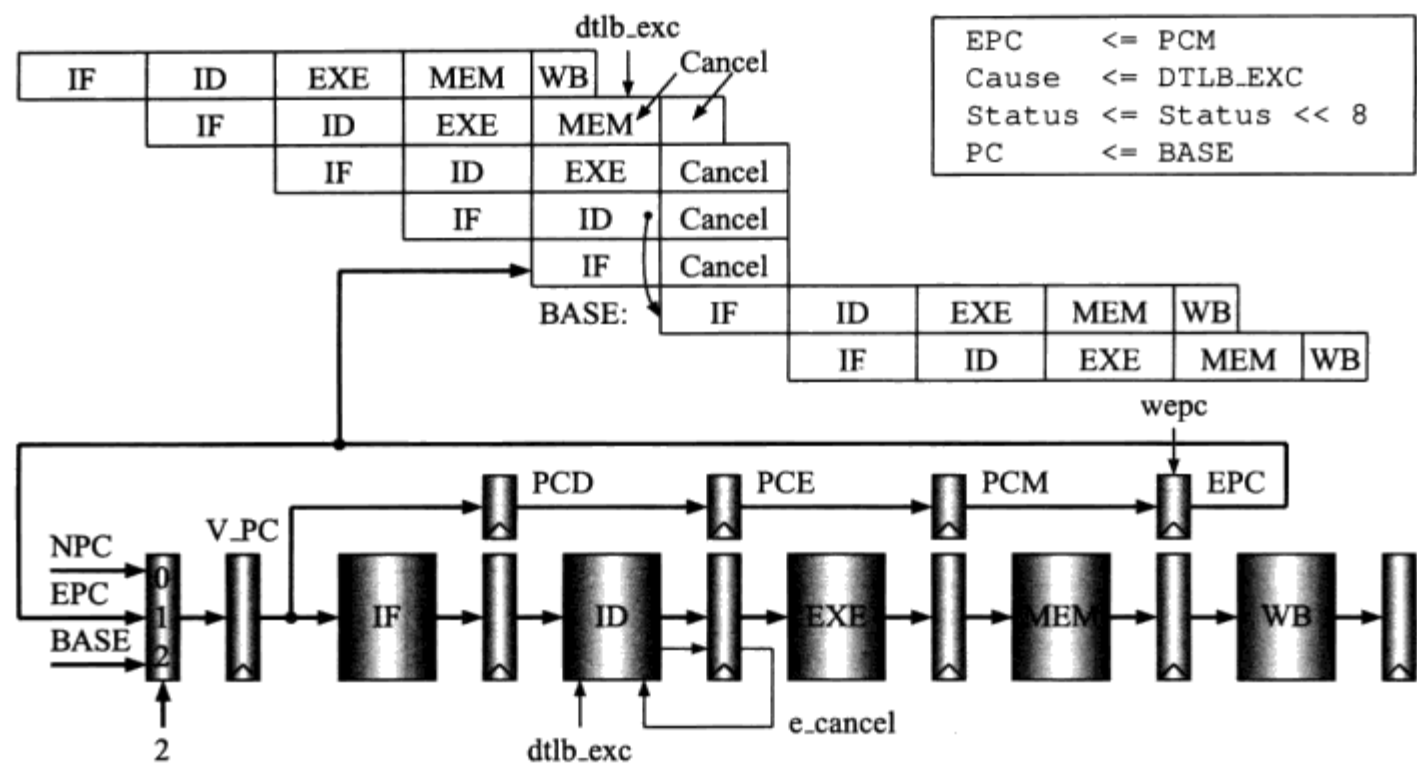 dtlb_exc
Cancel
IF ID EXE MEM WB
IF ID EXE MEM
IF ID EXE Cancel
IF ID Cancel
IF Cancel
BASE: IF ID EXE MEM WB
IF ID EXE MEM WB
EPC <= PCM
Cause <= DTLB_EXC
Status <= Status << 8
PC <= BASE
wepc
PCD PCE PCM EPC
V_PC
NPC
EPC
BASE
0
1
2
IF ID EXE MEM WB
2
dtlb_exc
e_cancel